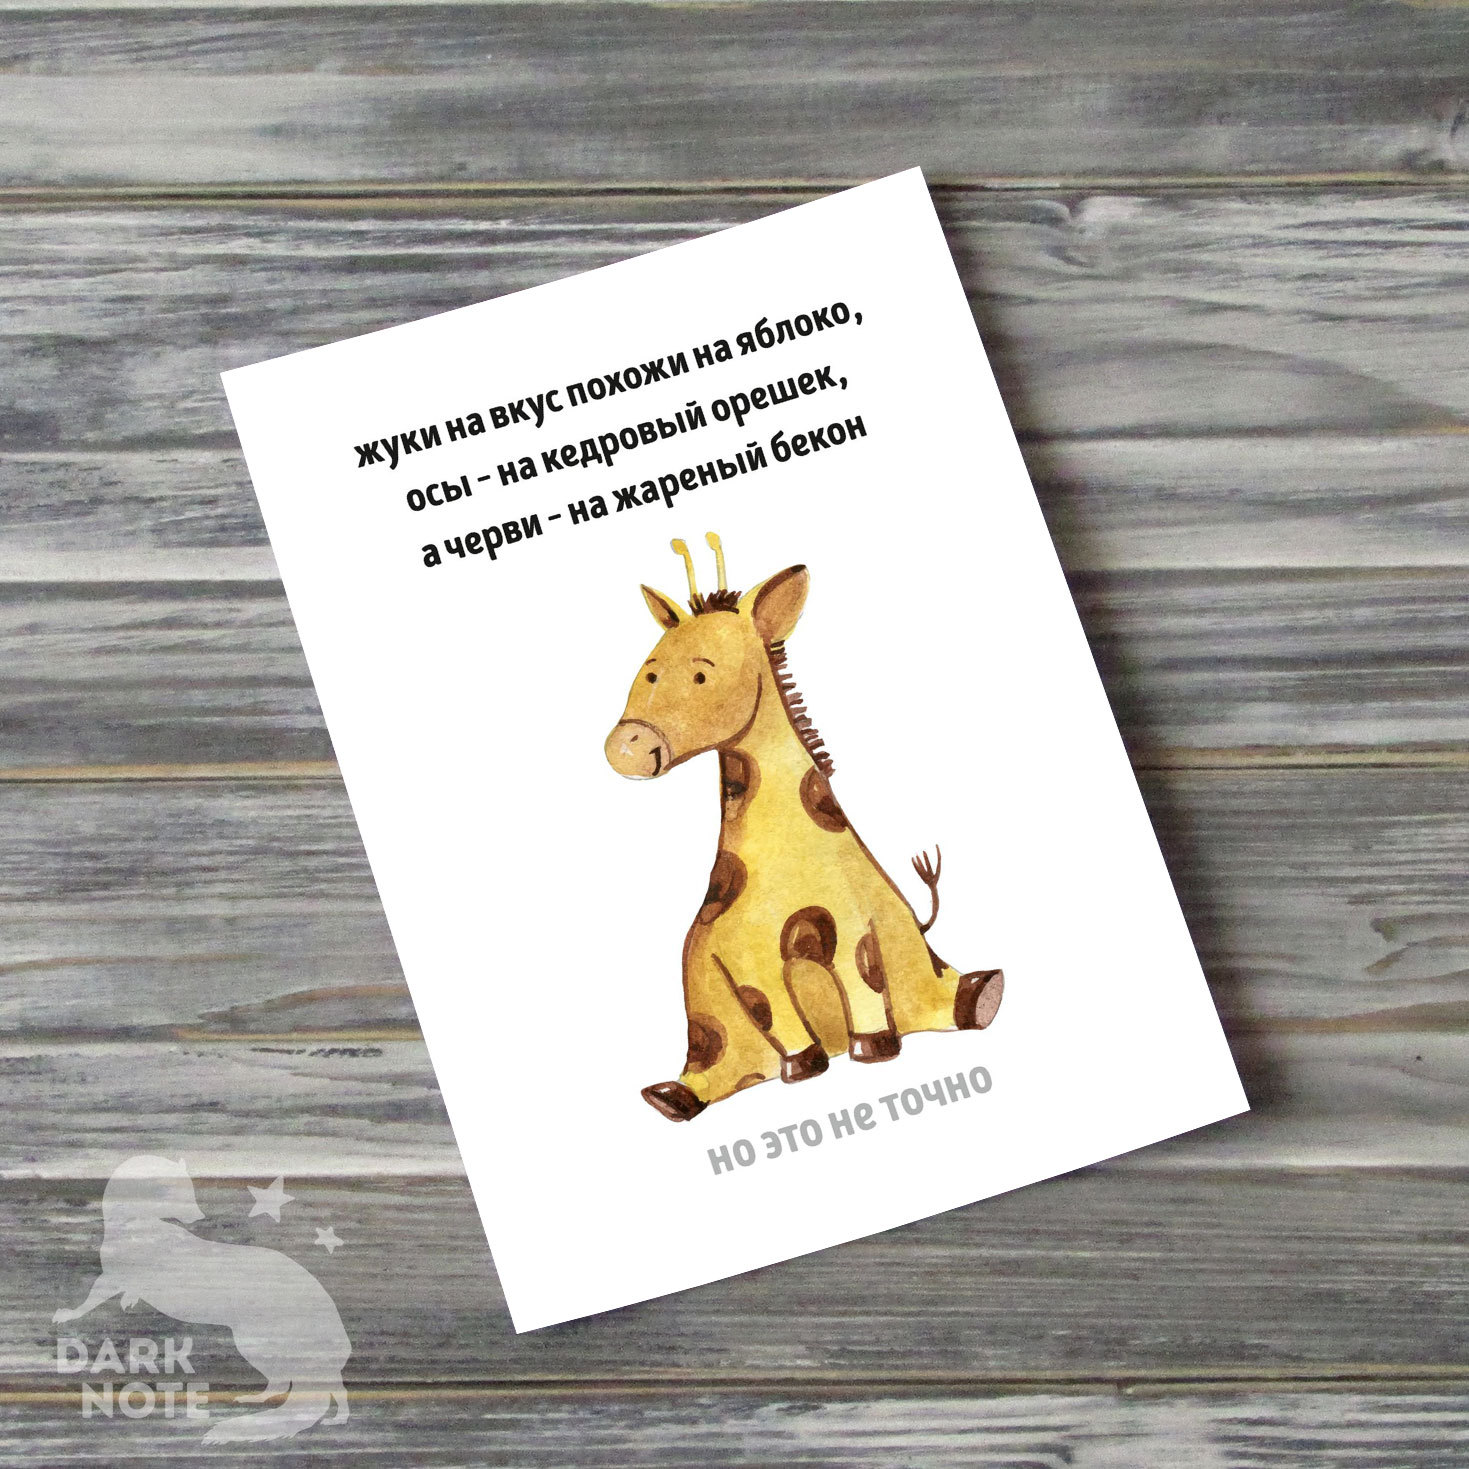 жуки на вкус похожи на яблоко,
осы - на кедровый орешек,
а черви - на жареный бекон
но это не точно
DARK
NOTE